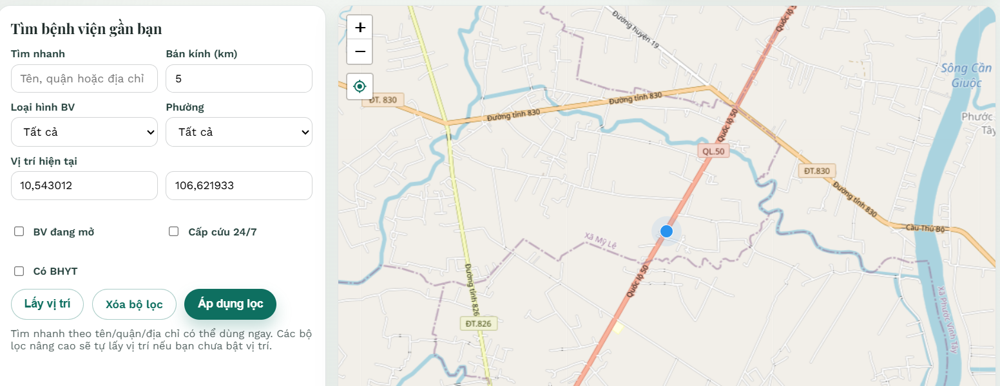 Tìm bệnh viện gần bạn
Tìm nhanh
Bán kính (km)
Tên, quận hoặc địa chỉ
5
Loại hình BV
Phường
Tất cả
Tất cả
Vị trí hiện tại
10,543012
106,621933
BV đang mở
Cấp cứu 24/7
Có BHYT
Lấy vị trí
Xóa bộ lọc
Áp dụng lọc
Tìm nhanh theo tên/quận/địa chỉ có thể dùng ngay. Các bộ
lọc nâng cao sẽ tự lấy vị trí nếu bạn chưa bật vị trí.
+
−
Đường huyện 19
Quốc lộ 5
Sông Cần
Giuộc
ĐT. 830
Đường tỉnh 830
Đường tỉnh 830
Phước
Tây
Quốc lộ 50
QL.50
ĐT.830
Đường tỉnh 830
Cầu Thủ Bộ
Xã Mỹ Lệ
Đường tỉnh 826
Quốc lộ 50
Xã Phước Vĩnh Tây
ĐT.826